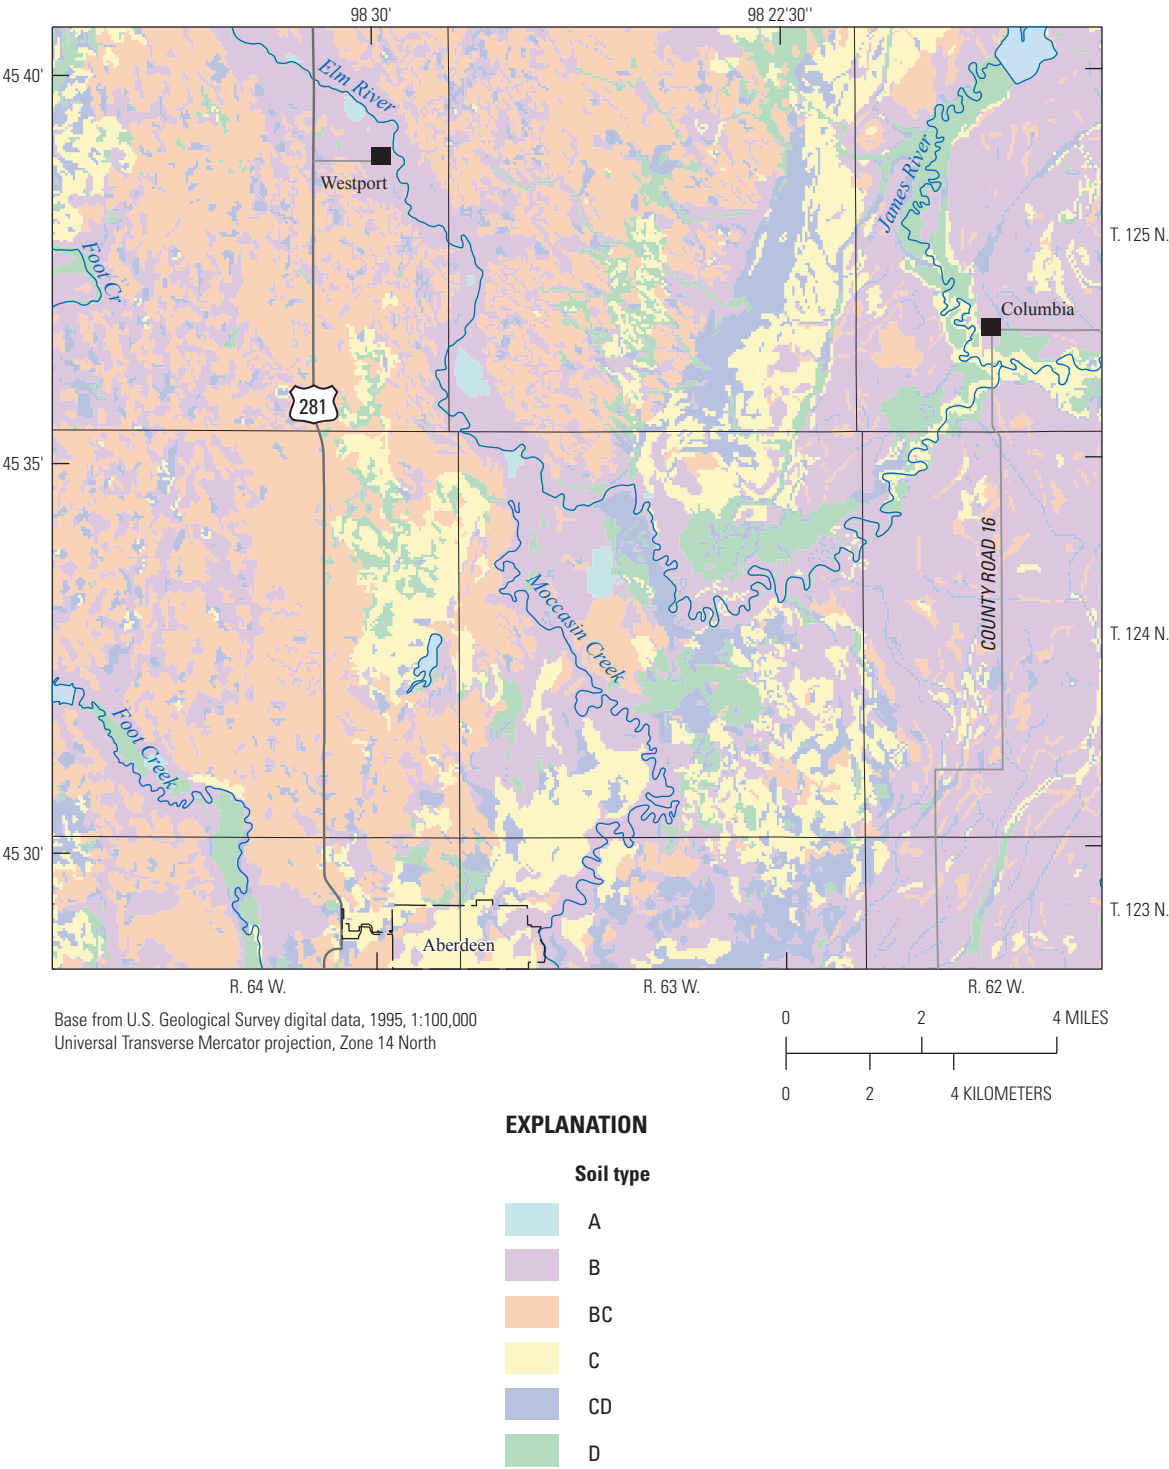 98 30'
98 22'30''
45 40'
Elm River
Westport
James River
T. 125 N.
Foot Cr
Columbia
281
45 35'
COUNTY ROAD 16
Moccasin Creek
T. 124 N.
Foot Creek
45 30'
T. 123 N.
Aberdeen
R. 64 W.
R. 63 W.
R. 62 W.
Base from U.S. Geological Survey digital data, 1995, 1:100,000
Universal Transverse Mercator projection, Zone 14 North
0 2 4 MILES
0 2 4 KILOMETERS
EXPLANATION
Soil type
A
B
BC
C
CD
D